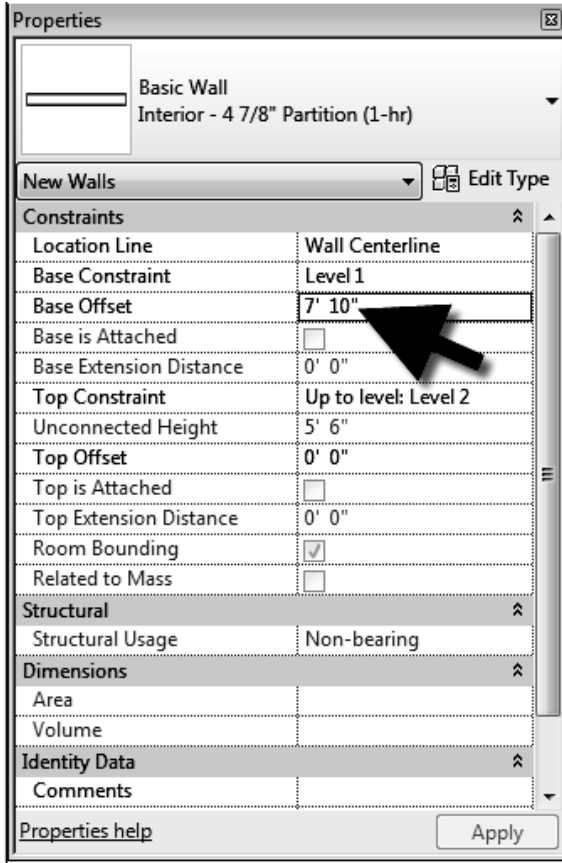 Properties
Basic Wall
Interior - 4 7/8" Partition (1-hr)
New Walls Edit Type
Constraints
Location Line Wall Centerline
Base Constraint Level 1
Base Offset 7' 10"
Base is Attached
Base Extension Distance 0' 0"
Top Constraint Up to level: Level 2
Unconnected Height 5' 6"
Top Offset 0' 0"
Top is Attached
Top Extension Distance 0' 0"
Room Bounding
Related to Mass
Structural
Structural Usage Non-bearing
Dimensions
Area
Volume
Identity Data
Comments
Properties help Apply